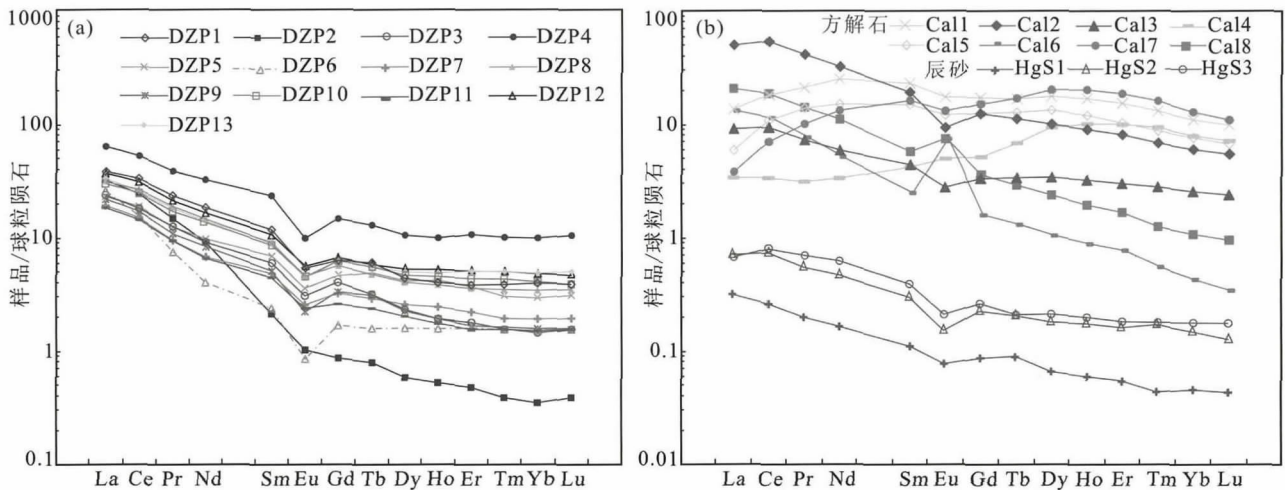 (a)
DZP1 DZP2 DZP3 DZP4
DZP5 DZP6 DZP7 DZP8
DZP9 DZP10 DZP11 DZP12
DZP13
1000
100
10
1
0.1
样品/球粒陨石
La Ce Pr Nd Sm Eu Gd Tb Dy Ho Er Tm Yb Lu
(b)
方解石 Cal1 Cal2 Cal3 Cal4
Cal5 Cal6 Cal7 Cal8
辰砂 HgS1 HgS2 HgS3
100
10
1
0.1
0.01
样品/球粒陨石
La Ce Pr Nd Sm Eu Gd Tb Dy Ho Er Tm Yb Lu